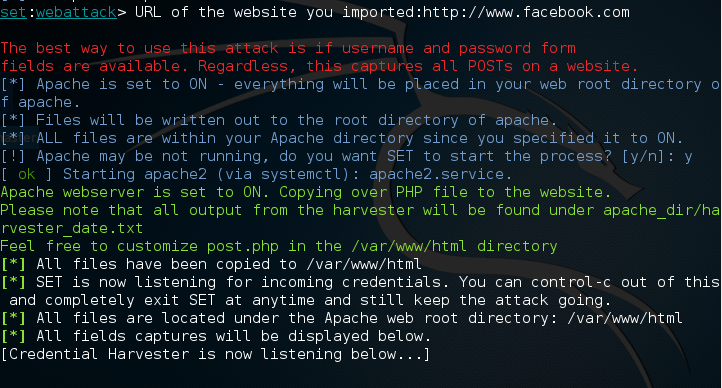 set:webattack> URL of the website you imported:http://www.facebook.com
The best way to use this attack is if username and password form
fields are available. Regardless, this captures all POSTs on a website.
[*] Apache is set to ON - everything will be placed in your web root directory o
f apache.
[*] Files will be written out to the root directory of apache.
[*] ALL files are within your Apache directory since you specified it to ON.
[!] Apache may be not running, do you want SET to start the process? [y/n]: y
[ ok ] Starting apache2 (via systemctl): apache2.service.
Apache webserver is set to ON. Copying over PHP file to the website.
Please note that all output from the harvester will be found under apache_dir/ha
rvester_date.txt
Feel free to customize post.php in the /var/www/html directory
[*] All files have been copied to /var/www/html
[*] SET is now listening for incoming credentials. You can control-c out of this
 and completely exit SET at anytime and still keep the attack going.
[*] All files are located under the Apache web root directory: /var/www/html
[*] All fields captures will be displayed below.
[Credential Harvester is now listening below...]